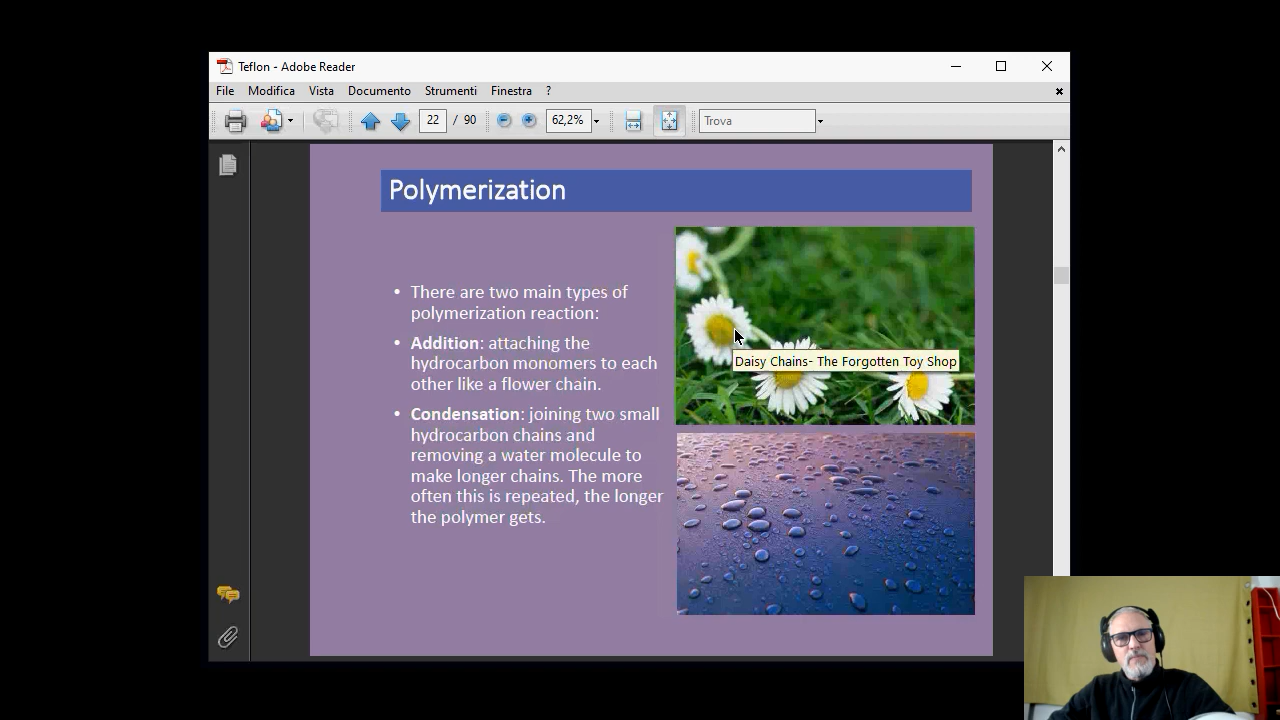 Teflon - Adobe Reader
File Modifica Vista Documento Strumenti Finestra ?
22 / 90 62,2% Trova
Polymerization
• There are two main types of
polymerization reaction:
• Addition: attaching the
hydrocarbon monomers to each
other like a flower chain.
• Condensation: joining two small
hydrocarbon chains and
removing a water molecule to
make longer chains. The more
often this is repeated, the longer
the polymer gets.
Daisy Chains- The Forgotten Toy Shop